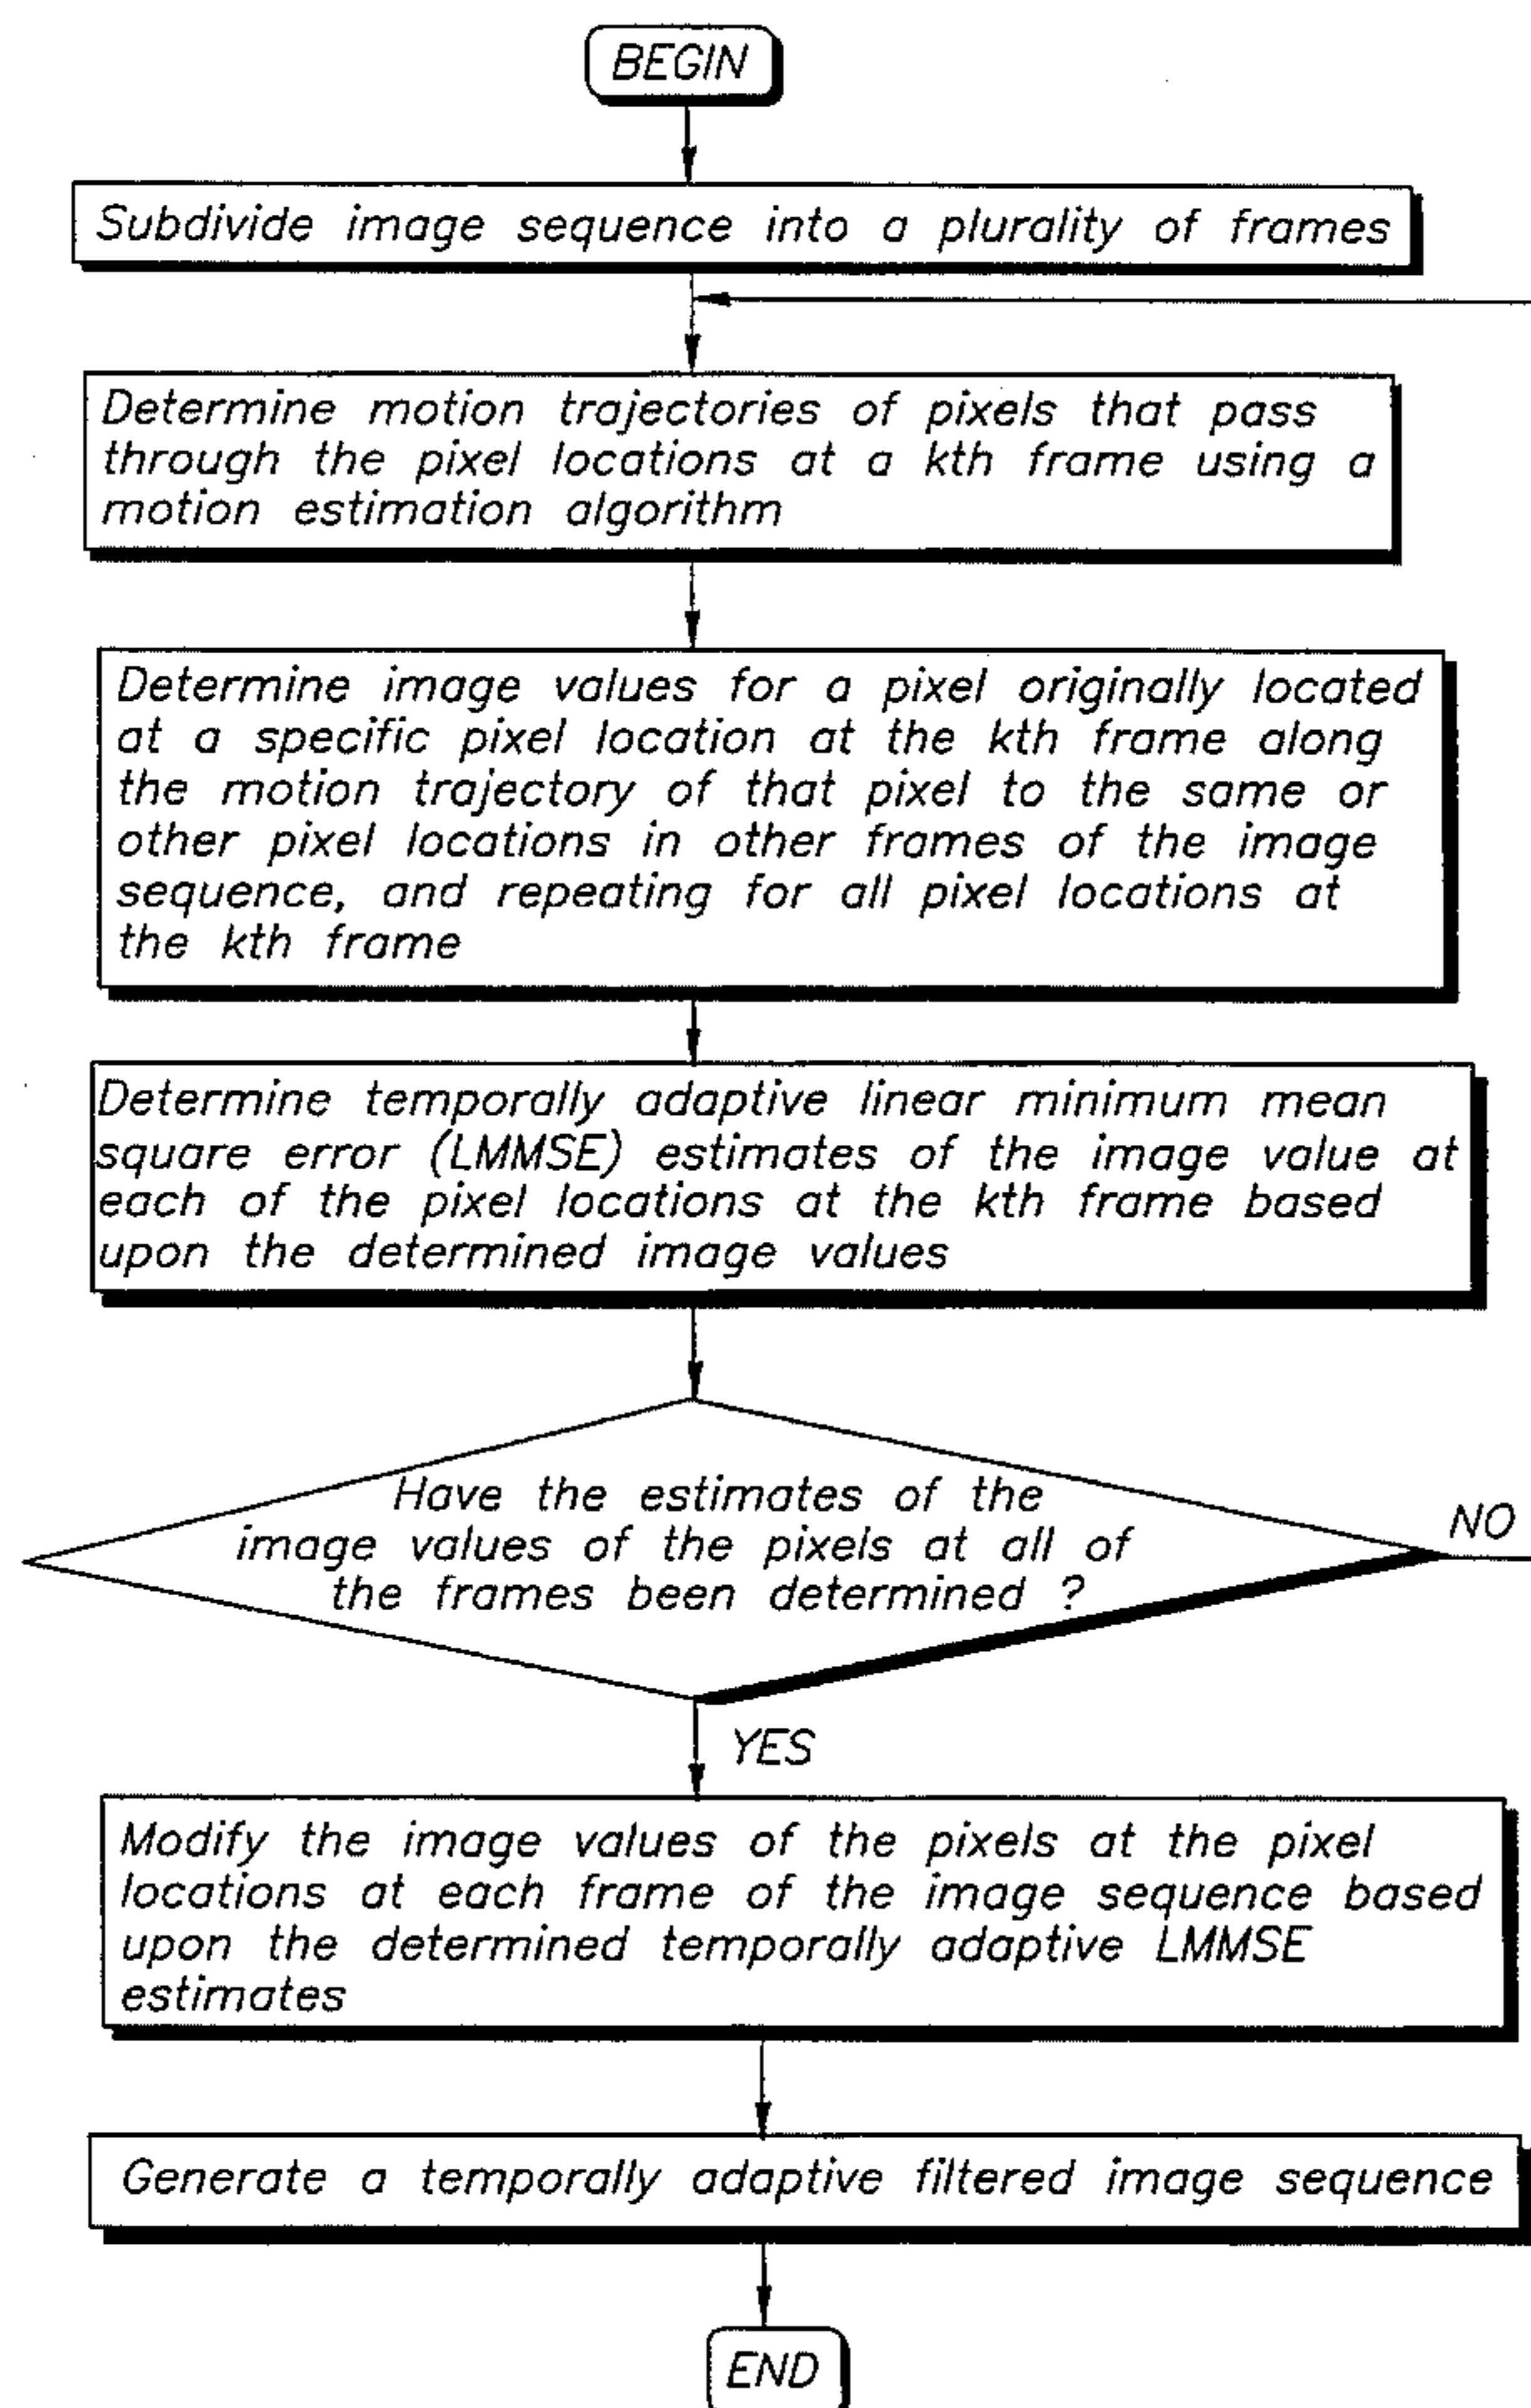 BEGIN
Subdivide image sequence into a plurality of frames
Determine motion trajectories of pixels that pass
through the pixel locations at a kth frame using a
motion estimation algorithm
Determine image values for a pixel originally located
at a specific pixel location at the kth frame along
the motion trajectory of that pixel to the same or
other pixel locations in other frames of the image
sequence, and repeating for all pixel locations at
the kth frame
Determine temporally adaptive linear minimum mean
square error (LMMSE) estimates of the image value at
each of the pixel locations at the kth frame based
upon the determined image values
Have the estimates of the
image values of the pixels at all of
the frames been determined ?
NO
YES
Modify the image values of the pixels at the pixel
locations at each frame of the image sequence based
upon the determined temporally adaptive LMMSE
estimates
Generate a temporally adaptive filtered image sequence
END